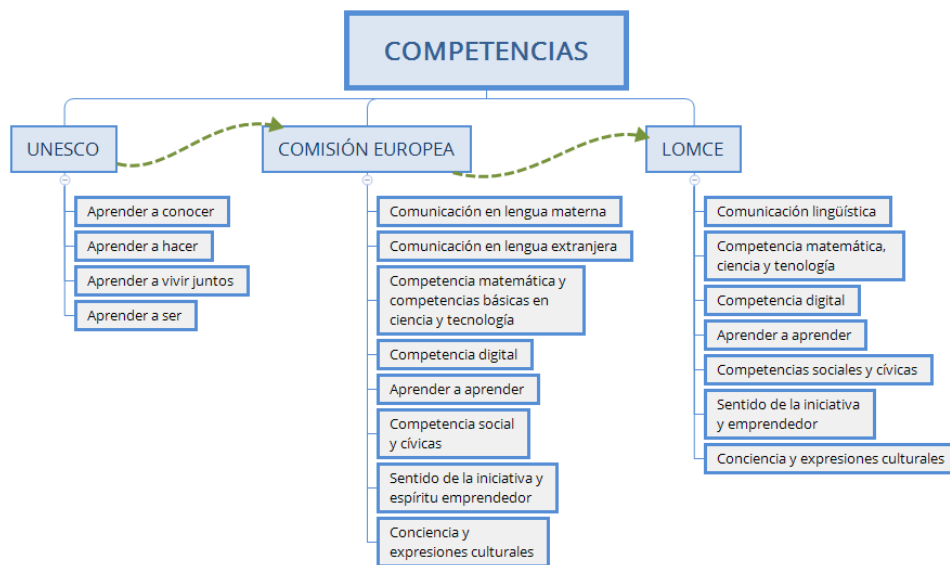 COMPETENCIAS
UNESCO
Aprender a conocer
Aprender a hacer
Aprender a vivir juntos
Aprender a ser
COMISIÓN EUROPEA
Comunicación en lengua materna
Comunicación en lengua extranjera
Competencia matemática y
competencias básicas en
ciencia y tecnología
Competencia digital
Aprender a aprender
Competencia social
y cívicas
Sentido de la iniciativa y
espíritu emprendedor
Conciencia y
expresiones culturales
LOMCE
Comunicación lingüística
Competencia matemática,
ciencia y tenología
Competencia digital
Aprender a aprender
Competencias sociales y cívicas
Sentido de la iniciativa
y emprendedor
Conciencia y expresiones culturales